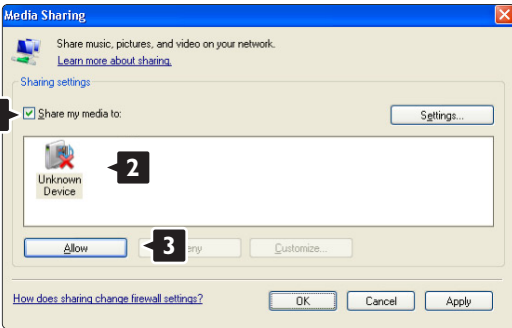 Media Sharing
Share music, pictures, and video on your network.
Learn more about sharing.
Sharing settings
Share my media to:
Settings...
2
Unknown
Device
Allow
3
Customize...
How does sharing change firewall settings?
OK
Cancel
Apply